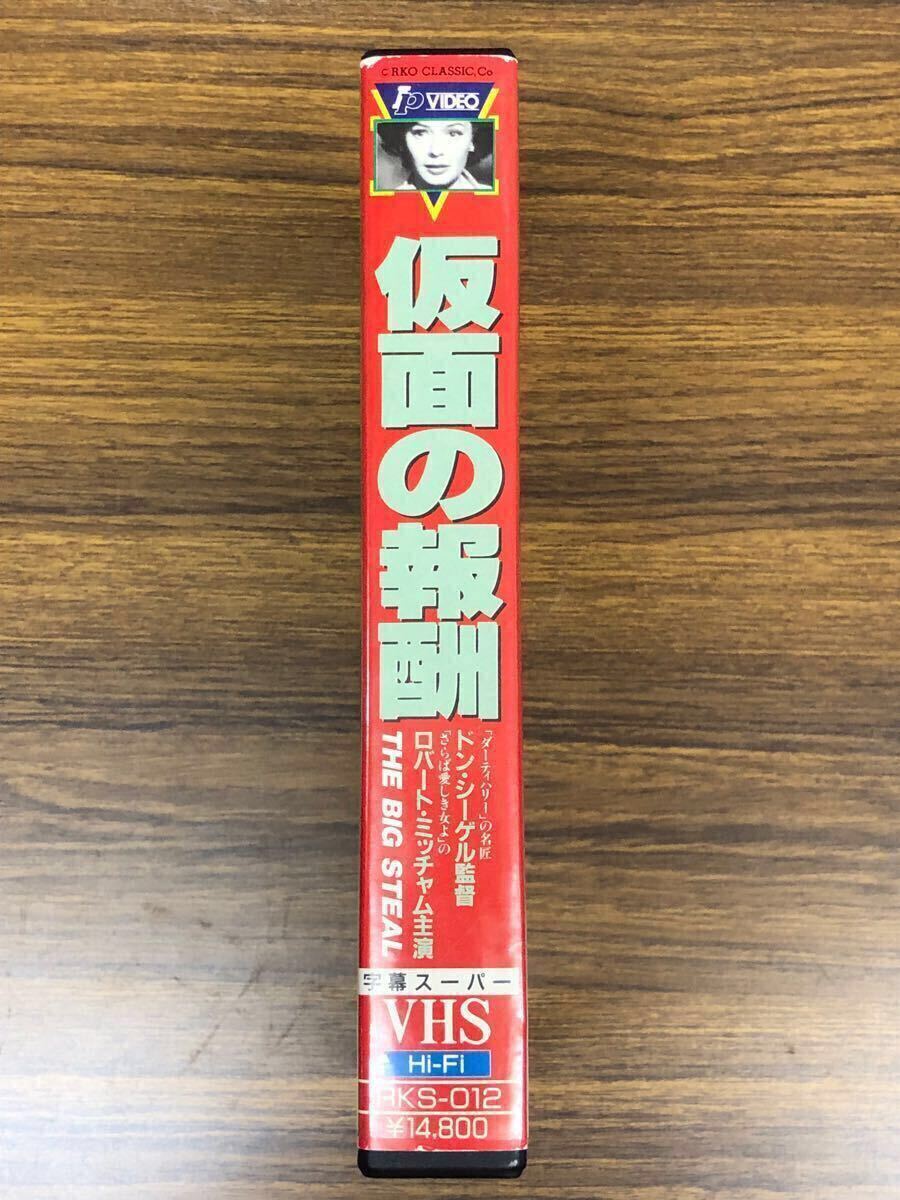 © RKO CLASSIC, Co
IP VIDEO
仮面の報酬
「ダーティハリー」の名匠
ドン・シーゲル監督
「さらば愛しき女よ」の
ロバート・ミッチャム主演
THE BIG STEAL
字幕スーパー
VHS
Hi-Fi
RKS-012
¥14,800